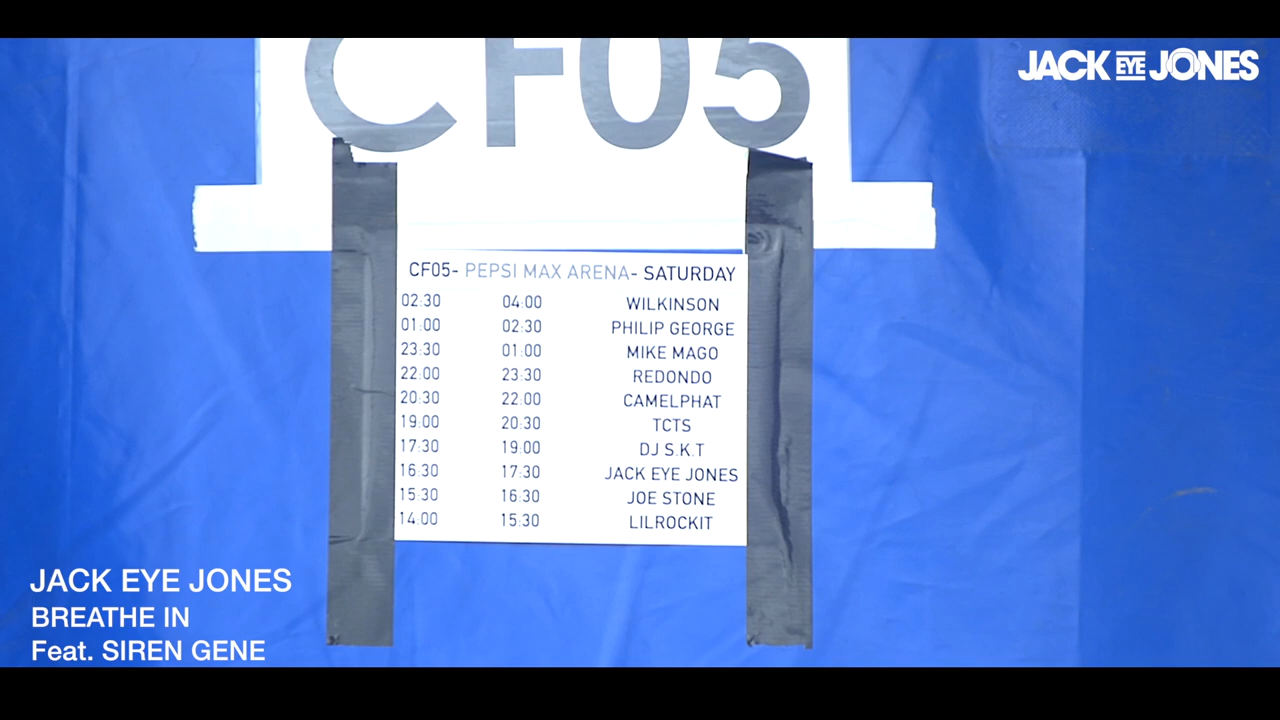 CF05
JACK EYE JONES
CF05- PEPSI MAX ARENA- SATURDAY
02:30 04:00 WILKINSON
01:00 02:30 PHILIP GEORGE
23:30 01:00 MIKE MAGO
22:00 23:30 REDONDO
20:30 22:00 CAMELPHAT
19:00 20:30 TCTS
17:30 19:00 DJ S.K.T
16:30 17:30 JACK EYE JONES
15:30 16:30 JOE STONE
14:00 15:30 LILROCKIT
JACK EYE JONES
BREATHE IN
Feat. SIREN GENE